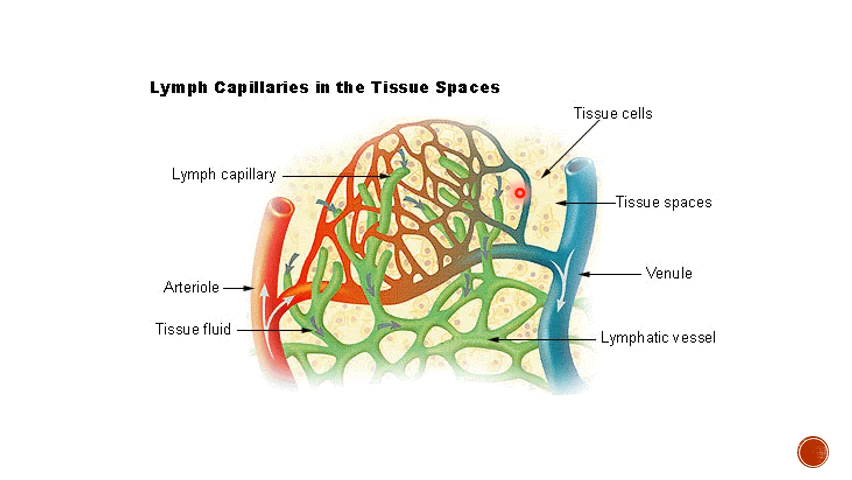 Lymph Capillaries in the Tissue Spaces
Tissue cells
Lymph capillary
Tissue spaces
Venule
Arteriole
Tissue fluid
Lymphatic vessel